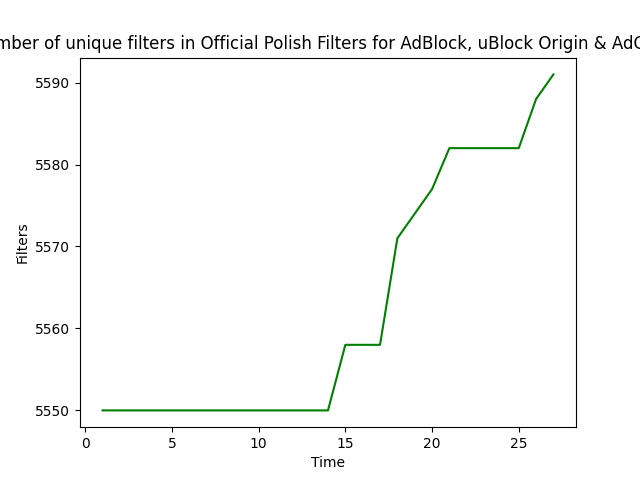 mber of unique filters in Official Polish Filters for AdBlock, uBlock Origin & AdG
5590
5580
5570
5560
5550
Filters
0 5 10 15 20 25
Time